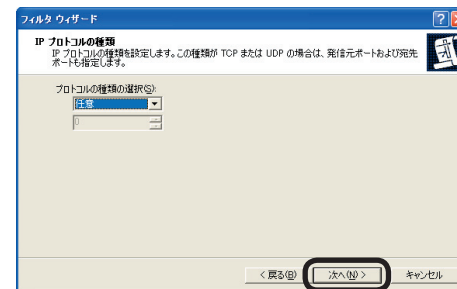 フィルタ ウィザード
IP プロトコルの種類
IP プロトコルの種類を設定します。この種類が TCP または UDP の場合は、発信元ポートおよび宛先
ポートも指定します。
プロトコルの種類の選択(S):
任意
0
< 戻る(B)
次へ(N) >
キャンセル